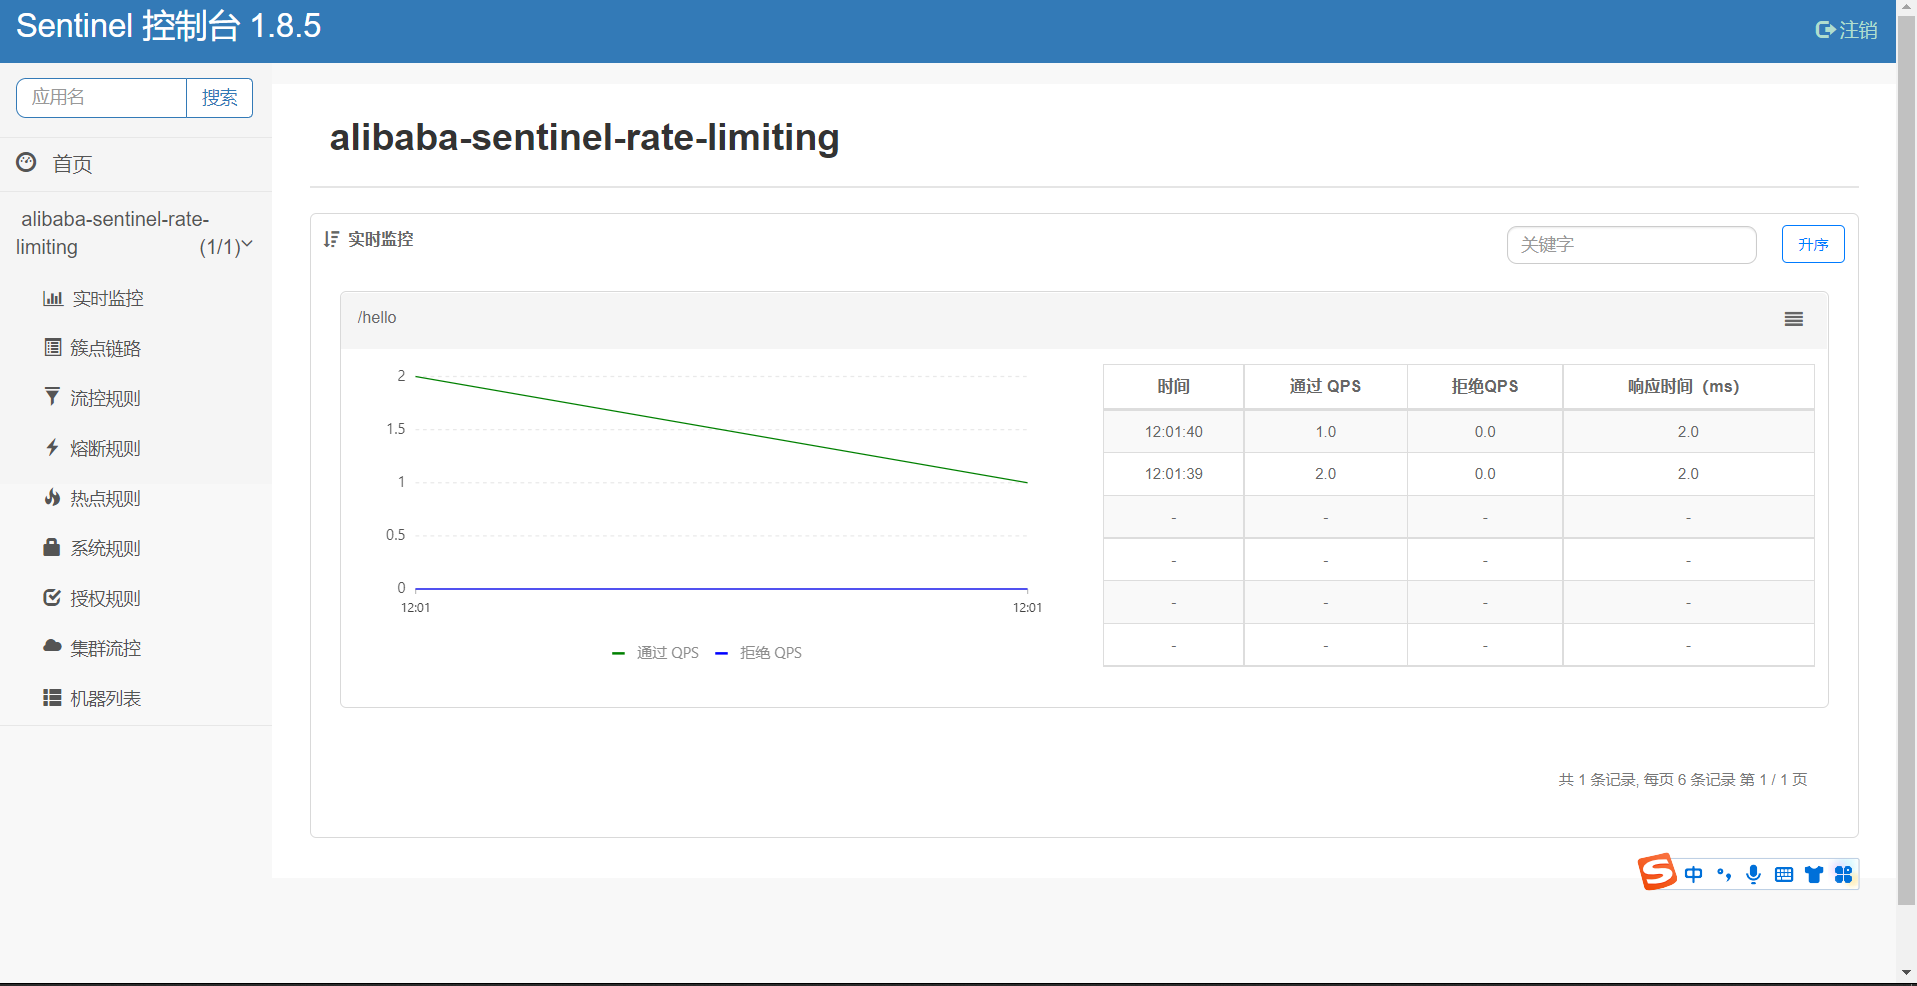 Sentinel 控制台 1.8.5
注销
应用名
搜索
首页
alibaba-sentinel-rate-
limiting (1/1)
实时监控
簇点链路
流控规则
熔断规则
热点规则
系统规则
授权规则
集群流控
机器列表
alibaba-sentinel-rate-limiting
实时监控
关键字
升序
/hello
2
1.5
1
0.5
0
12:01 12:01
通过 QPS 拒绝 QPS
时间 通过 QPS 拒绝QPS 响应时间（ms）
12:01:40 1.0 0.0 2.0
12:01:39 2.0 0.0 2.0
- - - -
- - - -
- - - -
- - - -
共 1 条记录, 每页 6 条记录 第 1 / 1 页
S 中